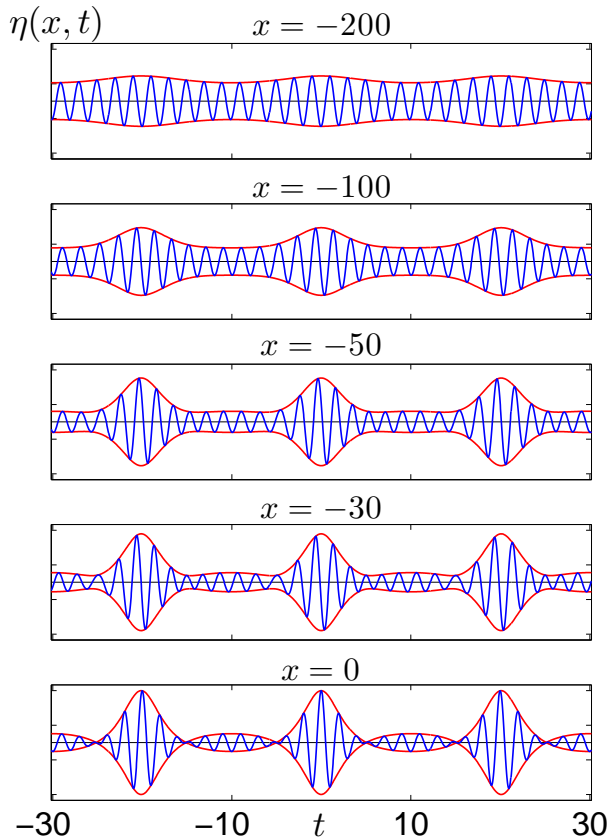 η(x, t)
x = −200
x = −100
x = −50
x = −30
x = 0
−30 −10 t 10 30